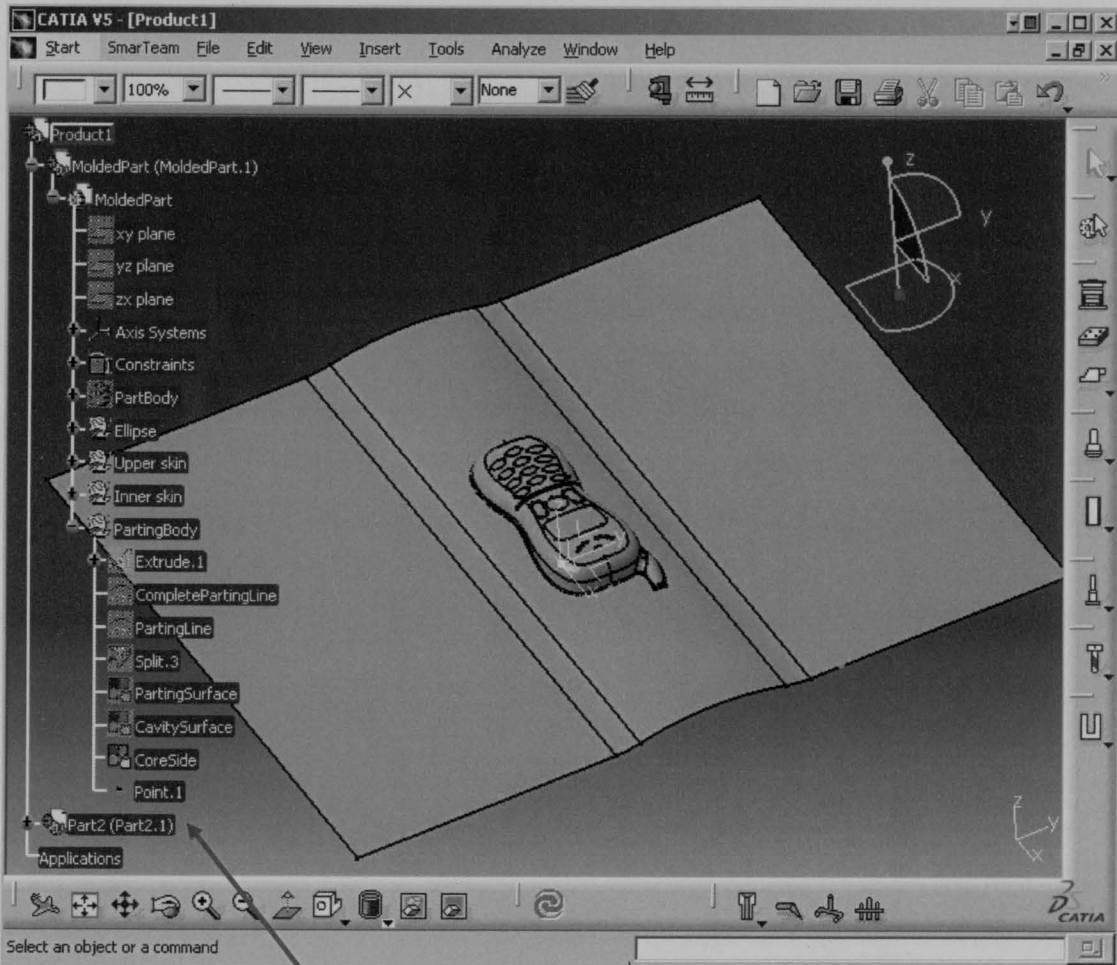 CATIA V5 - [Product1]
Start SmarTeam File Edit View Insert Tools Analyze Window Help
100% None
Product1
MoldedPart (MoldedPart.1)
MoldedPart
xy plane
yz plane
zx plane
Axis Systems
Constraints
PartBody
Ellipse
Upper skin
Inner skin
PartingBody
Extrude.1
CompletePartingLine
PartingLine
Split.3
PartingSurface
CavitySurface
CoreSide
Point.1
Part2 (Part2.1)
Applications
z
y
x
z
y
x
CATIA
Select an object or a command